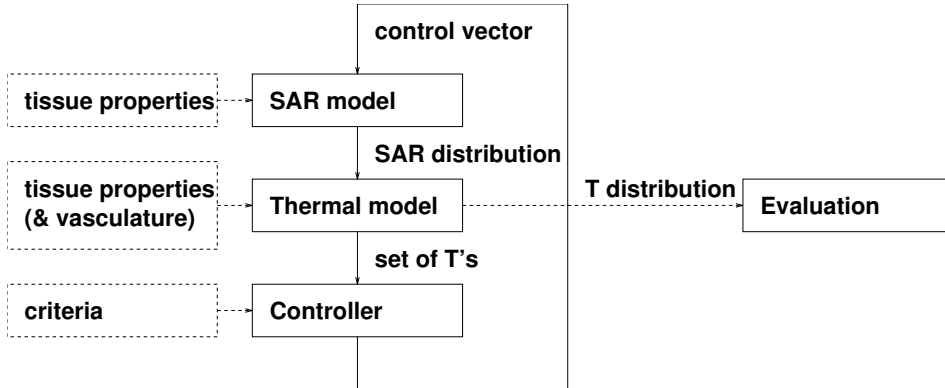 control vector
tissue properties
SAR model
SAR distribution
tissue properties
(& vasculature)
Thermal model
T distribution
Evaluation
set of T's
criteria
Controller